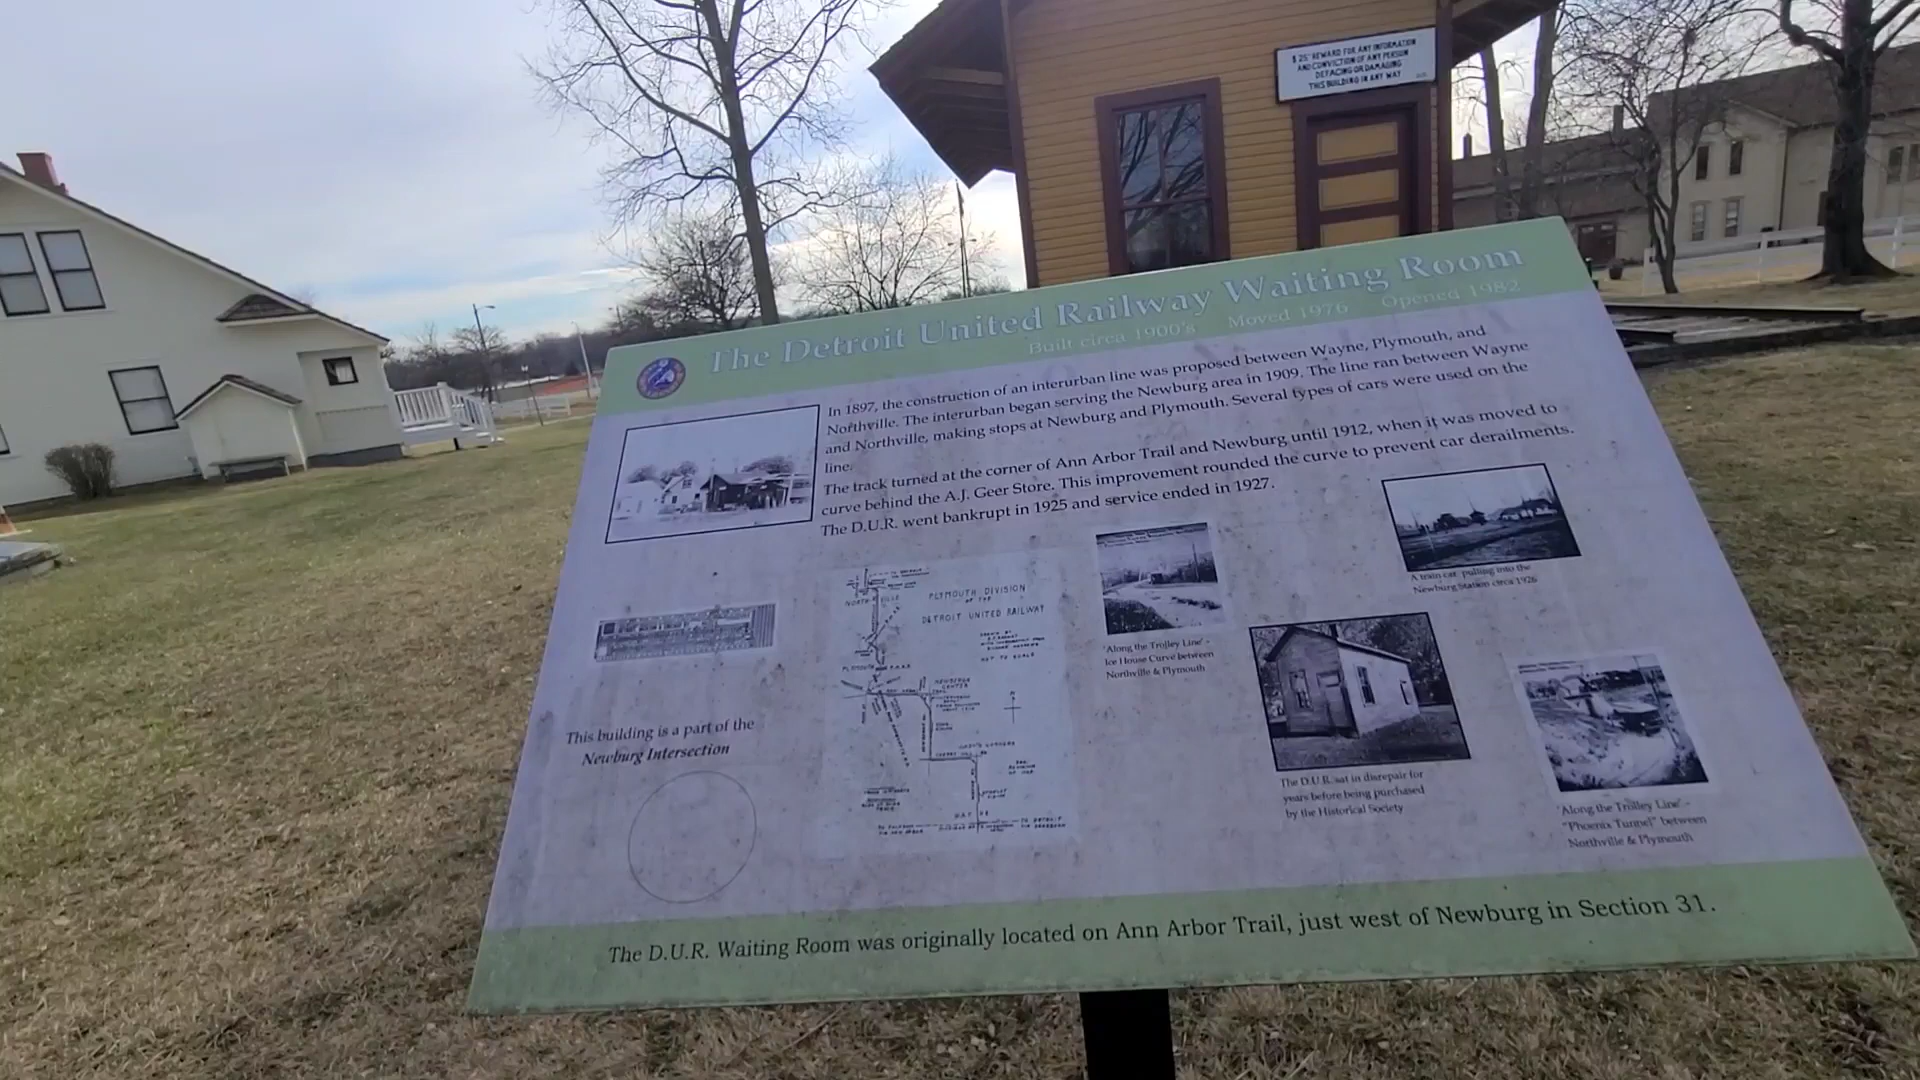 $25 REWARD FOR ANY INFORMATION
AND CONVICTION OF ANY PERSON
DEFACING OR DAMAGING
THIS BUILDING IN ANY WAY
The Detroit United Railway Waiting Room
Built circa 1900's Moved 1976 Opened 1982
In 1897, the construction of an interurban line was proposed between Wayne, Plymouth, and
Northville. The interurban began serving the Newburg area in 1909. The line ran between Wayne
and Northville, making stops at Newburg and Plymouth. Several types of cars were used on the
line.
The track turned at the corner of Ann Arbor Trail and Newburg until 1912, when it was moved to
curve behind the A.J. Geer Store. This improvement rounded the curve to prevent car derailments.
The D.U.R. went bankrupt in 1925 and service ended in 1927.
A train car pulling into the
Newburg Station circa 1926
NORTHVILLE
PLYMOUTH DIVISION
OF THE
DETROIT UNITED RAILWAY
NOT TO SCALE
PLYMOUTH
NEWBURG
CENTER
N
WAYNE
'Along the Trolley Line' -
Ice House Curve between
Northville & Plymouth
This building is a part of the
Newburg Intersection
The D.U.R. sat in disrepair for
years before being purchased
by the Historical Society
'Along the Trolley Line' -
"Phoenix Tunnel" between
Northville & Plymouth
The D.U.R. Waiting Room was originally located on Ann Arbor Trail, just west of Newburg in Section 31.